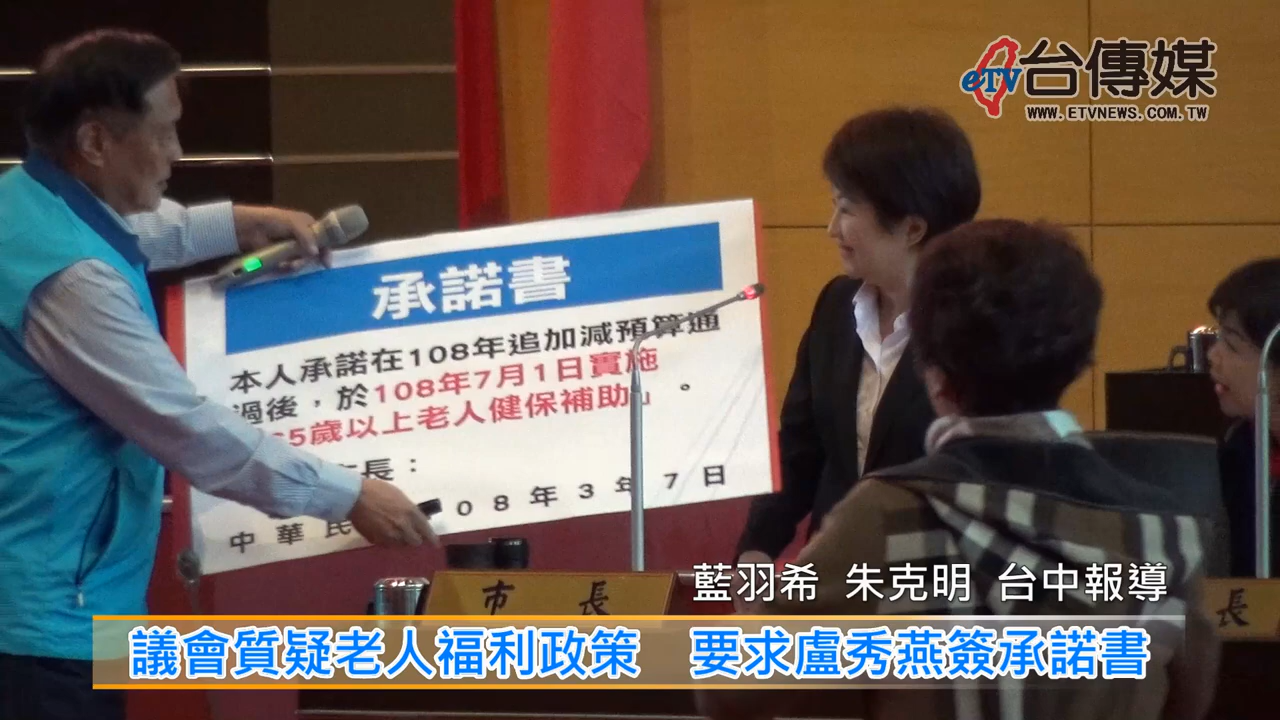 eTV台傳媒
WWW.ETVNEWS.COM.TW
承諾書
本人承諾在108年追加減預算通
過後，於108年7月1日實施
5歲以上老人健保補助」。
長：
中華民 08年3年7日
市長
長
藍羽希 朱克明 台中報導
議會質疑老人福利政策 要求盧秀燕簽承諾書